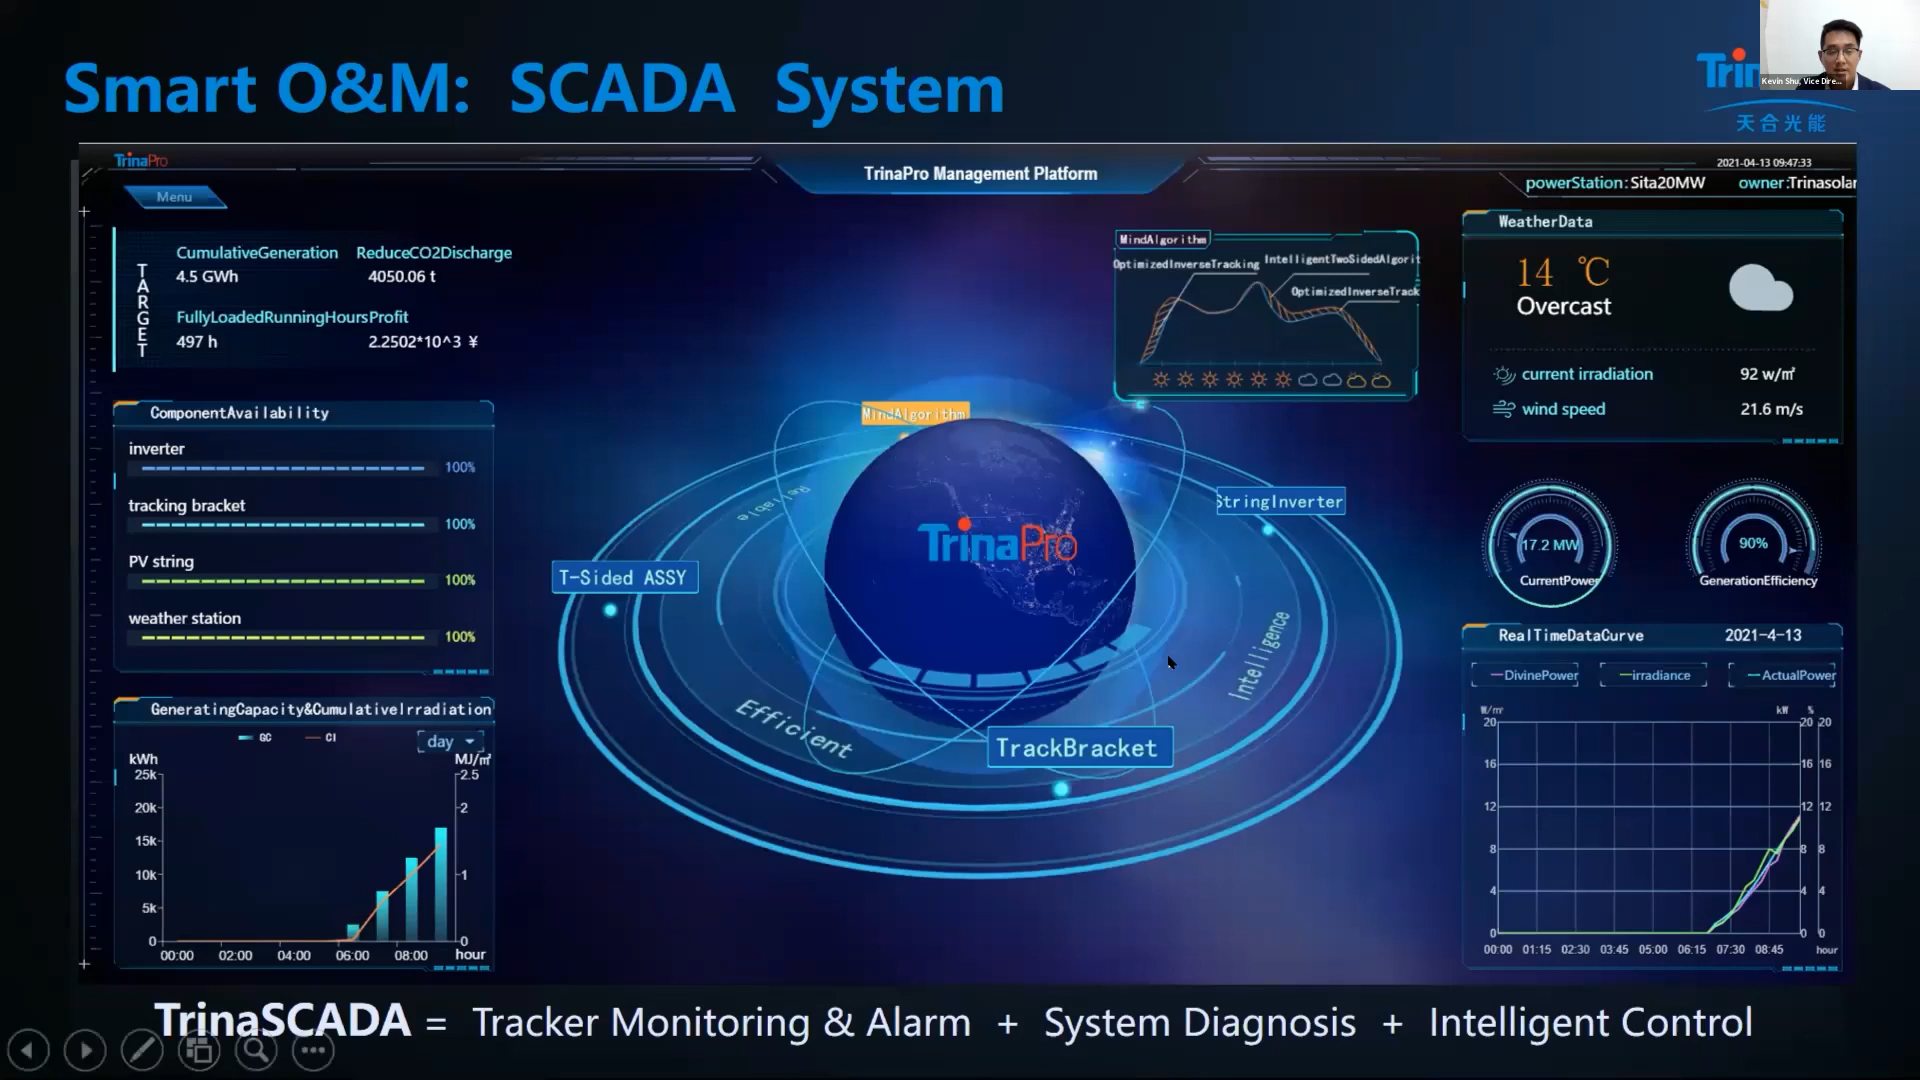 Smart O&M: SCADA System
Trin
天合光能
Kevin Shu, Vice Dire...
TrinaPro
TrinaPro Management Platform
2021-04-13 09:47:33
powerStation:Sita20MW owner:Trinasolar
Menu
TARGET
CumulativeGeneration ReduceCO2Discharge
4.5 GWh 4050.06 t
FullyLoadedRunningHours Profit
497 h 2.2502*10^3 ¥
ComponentAvailability
inverter
100%
tracking bracket
100%
PV string
100%
weather station
100%
GeneratingCapacity&CumulativeIrradiation
GC CI
day
kWh MJ/㎡
25k 2.5
20k 2
15k
10k 1
5k
0 0
00:00 02:00 04:00 06:00 08:00 hour
MindAlgorithm
OptimizedInverseTracking IntelligentTwoSidedAlgorit
OptimizedInverseTrack
MindAlgorithm
Reliable
StringInverter
TrinaPro
T-Sided ASSY
Intelligence
Efficient
TrackBracket
WeatherData
14 ℃
Overcast
current irradiation 92 w/㎡
wind speed 21.6 m/s
17.2 MW
CurrentPower
90%
GenerationEfficiency
RealTimeDataCurve 2021-4-13
DivinePower irradiance ActualPower
W/㎡ kW %
20 20 20
16 16 16
12 12 12
8 8 8
4 4 4
0 0 0
00:00 01:15 02:30 03:45 05:00 06:15 07:30 08:45 hour
TrinaSCADA = Tracker Monitoring & Alarm + System Diagnosis + Intelligent Control